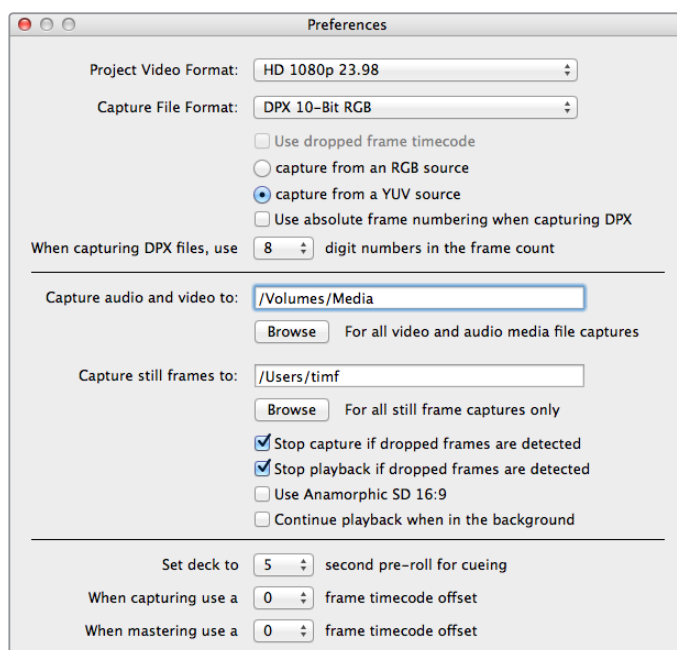 Preferences
Project Video Format: HD 1080p 23.98
Capture File Format: DPX 10-Bit RGB
Use dropped frame timecode
capture from an RGB source
capture from a YUV source
Use absolute frame numbering when capturing DPX
When capturing DPX files, use 8 digit numbers in the frame count
Capture audio and video to: /Volumes/Media
Browse For all video and audio media file captures
Capture still frames to: /Users/timf
Browse For all still frame captures only
Stop capture if dropped frames are detected
Stop playback if dropped frames are detected
Use Anamorphic SD 16:9
Continue playback when in the background
Set deck to 5 second pre-roll for cueing
When capturing use a 0 frame timecode offset
When mastering use a 0 frame timecode offset